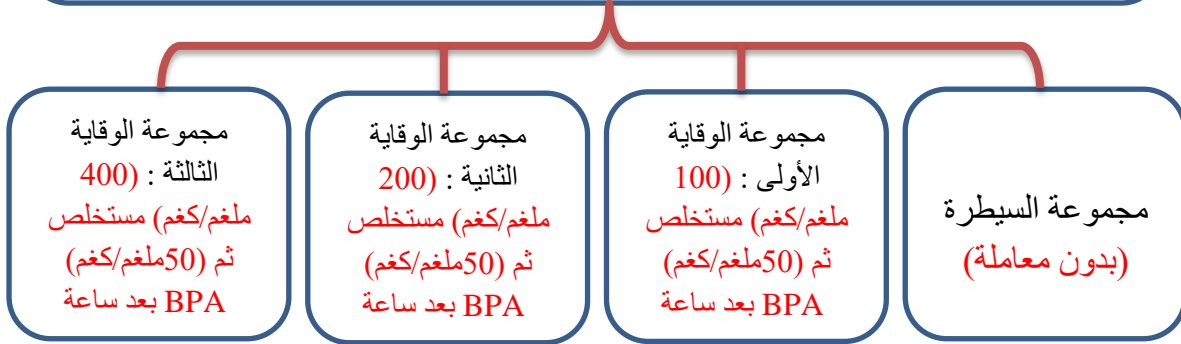 مجموعة السيطرة
(بدون معاملة)
مجموعة الوقاية
الأولى : (100
ملغم/كغم) مستخلص
ثم (50ملغم/كغم)
BPA بعد ساعة
مجموعة الوقاية
الثانية : (200
ملغم/كغم) مستخلص
ثم (50ملغم/كغم)
BPA بعد ساعة
مجموعة الوقاية
الثالثة : (400
ملغم/كغم) مستخلص
ثم (50ملغم/كغم)
BPA بعد ساعة